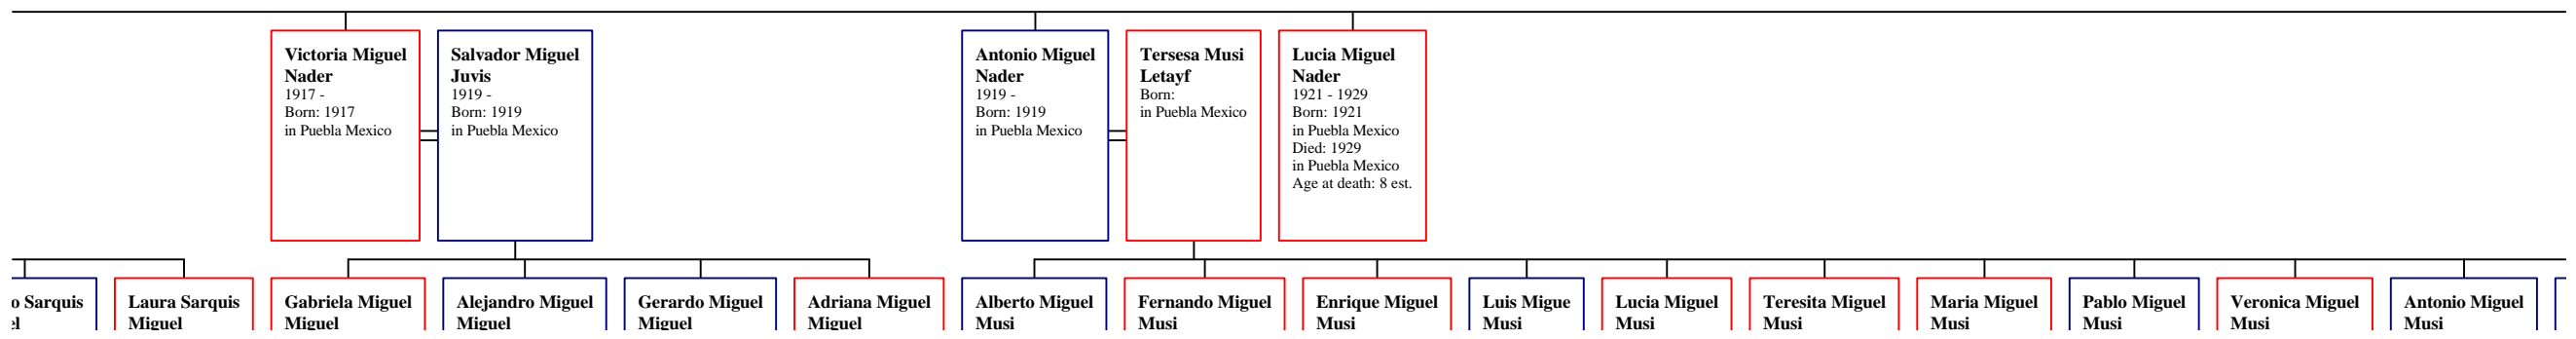 Victoria Miguel
Nader
1917 -
Born: 1917
in Puebla Mexico
Salvador Miguel
Juvis
1919 -
Born: 1919
in Puebla Mexico
Antonio Miguel
Nader
1919 -
Born: 1919
in Puebla Mexico
Tersesa Musi
Letayf
Born:
in Puebla Mexico
Lucia Miguel
Nader
1921 - 1929
Born: 1921
in Puebla Mexico
Died: 1929
in Puebla Mexico
Age at death: 8 est.
o Sarquis
el
Laura Sarquis
Miguel
Gabriela Miguel
Miguel
Alejandro Miguel
Miguel
Gerardo Miguel
Miguel
Adriana Miguel
Miguel
Alberto Miguel
Musi
Fernando Miguel
Musi
Enrique Miguel
Musi
Luis Migue
Musi
Lucia Miguel
Musi
Teresita Miguel
Musi
Maria Miguel
Musi
Pablo Miguel
Musi
Veronica Miguel
Musi
Antonio Miguel
Musi